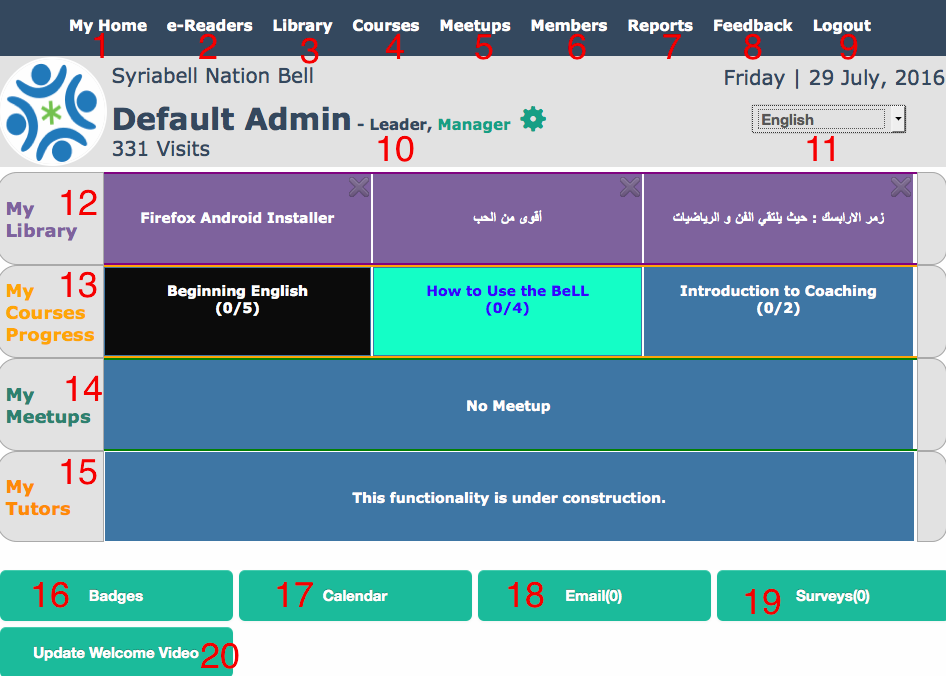 My Home e-Readers Library Courses Meetups Members Reports Feedback Logout
1 2 3 4 5 6 7 8 9
Syriabell Nation Bell
Friday | 29 July, 2016
Default Admin - Leader, Manager
English
331 Visits
10
11
My Library
12
Firefox Android Installer
أقوى من الحب
زمر الارابسك : حيث يلتقي الفن و الرياضيات
My Courses Progress
13
Beginning English
(0/5)
How to Use the BeLL
(0/4)
Introduction to Coaching
(0/2)
My Meetups
14
No Meetup
My Tutors
15
This functionality is under construction.
16 Badges
17 Calendar
18 Email(0)
19 Surveys(0)
Update Welcome Video 20